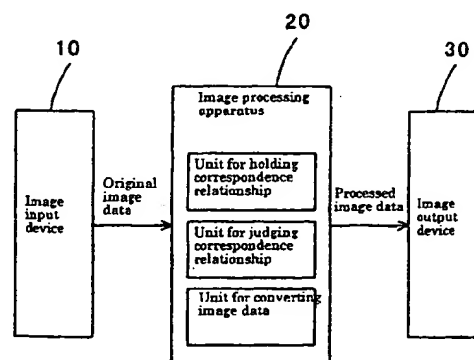 10
20
30
Image processing
apparatus
Image
input
device
Original
image
data
Unit for holding
correspondence
relationship
Unit for judging
correspondence
relationship
Unit for converting
image data
Processed
image data
Image
output
device